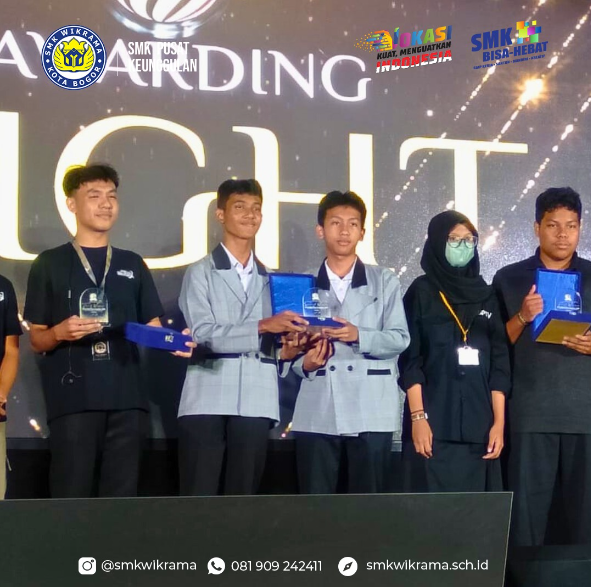 SMK WIKRAMA
KOTA BOGOR
SMK PUSAT
KEUNGGULAN
VOKASI
KUAT, MENGUATKAN
INDONESIA
SMK
BISA-HEBAT
AWARDING
NIGHT
@smkwikrama
081 909 242411
smkwikrama.sch.id